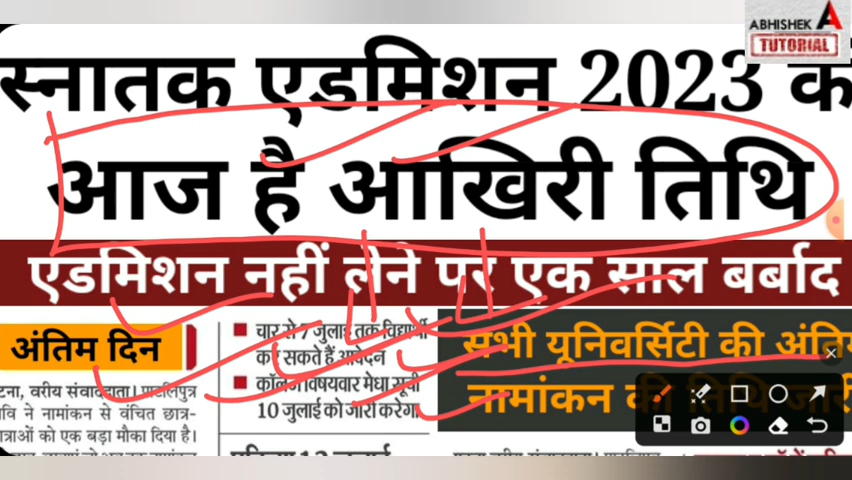 ABHISHEK A
TUTORIAL
स्नातक एडमिशन 2023 की
आज है आखिरी तिथि
एडमिशन नहीं लेने पर एक साल बर्बाद
अंतिम दिन
चार से 7 जुलाई तक विद्यार्थी
कर सकते हैं आवेदन
कॉलेज विषयवार मेधा सूची
10 जुलाई को जारी करेगा
सभी यूनिवर्सिटी की अंतिम
नामांकन की तिथि जारी
वरीय संवाददाता। पाटलिपुत्र
ने नामांकन से वंचित छात्र-
को एक बड़ा मौका दिया है।